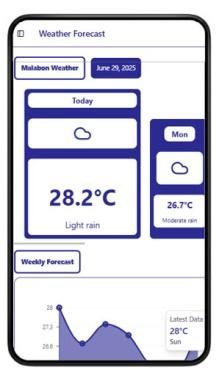 Weather Forecast
Malabon Weather
June 29, 2025
Today
28.2°C
Light rain
Mon
26.7°C
Moderate rain
Weekly Forecast
28
27.3
26.6
Latest Data
28°C
Sun